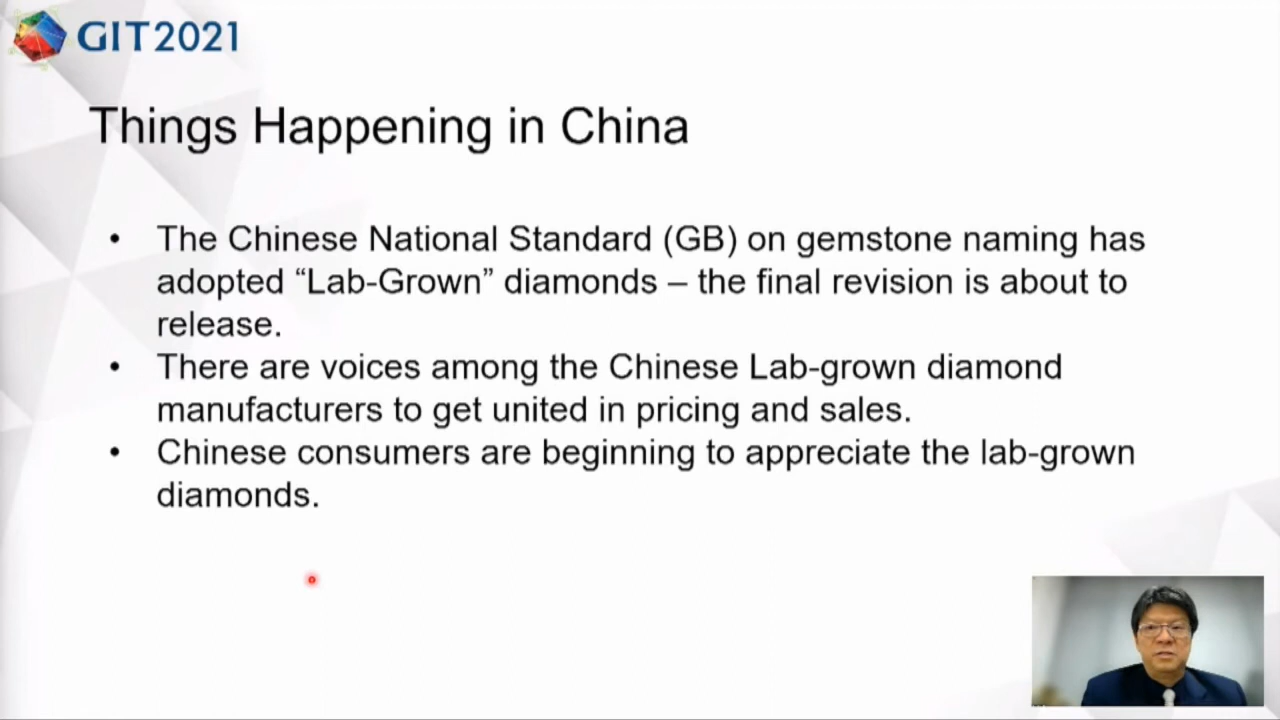 GIT2021
Things Happening in China
• The Chinese National Standard (GB) on gemstone naming has
adopted “Lab-Grown” diamonds – the final revision is about to
release.
• There are voices among the Chinese Lab-grown diamond
manufacturers to get united in pricing and sales.
• Chinese consumers are beginning to appreciate the lab-grown
diamonds.